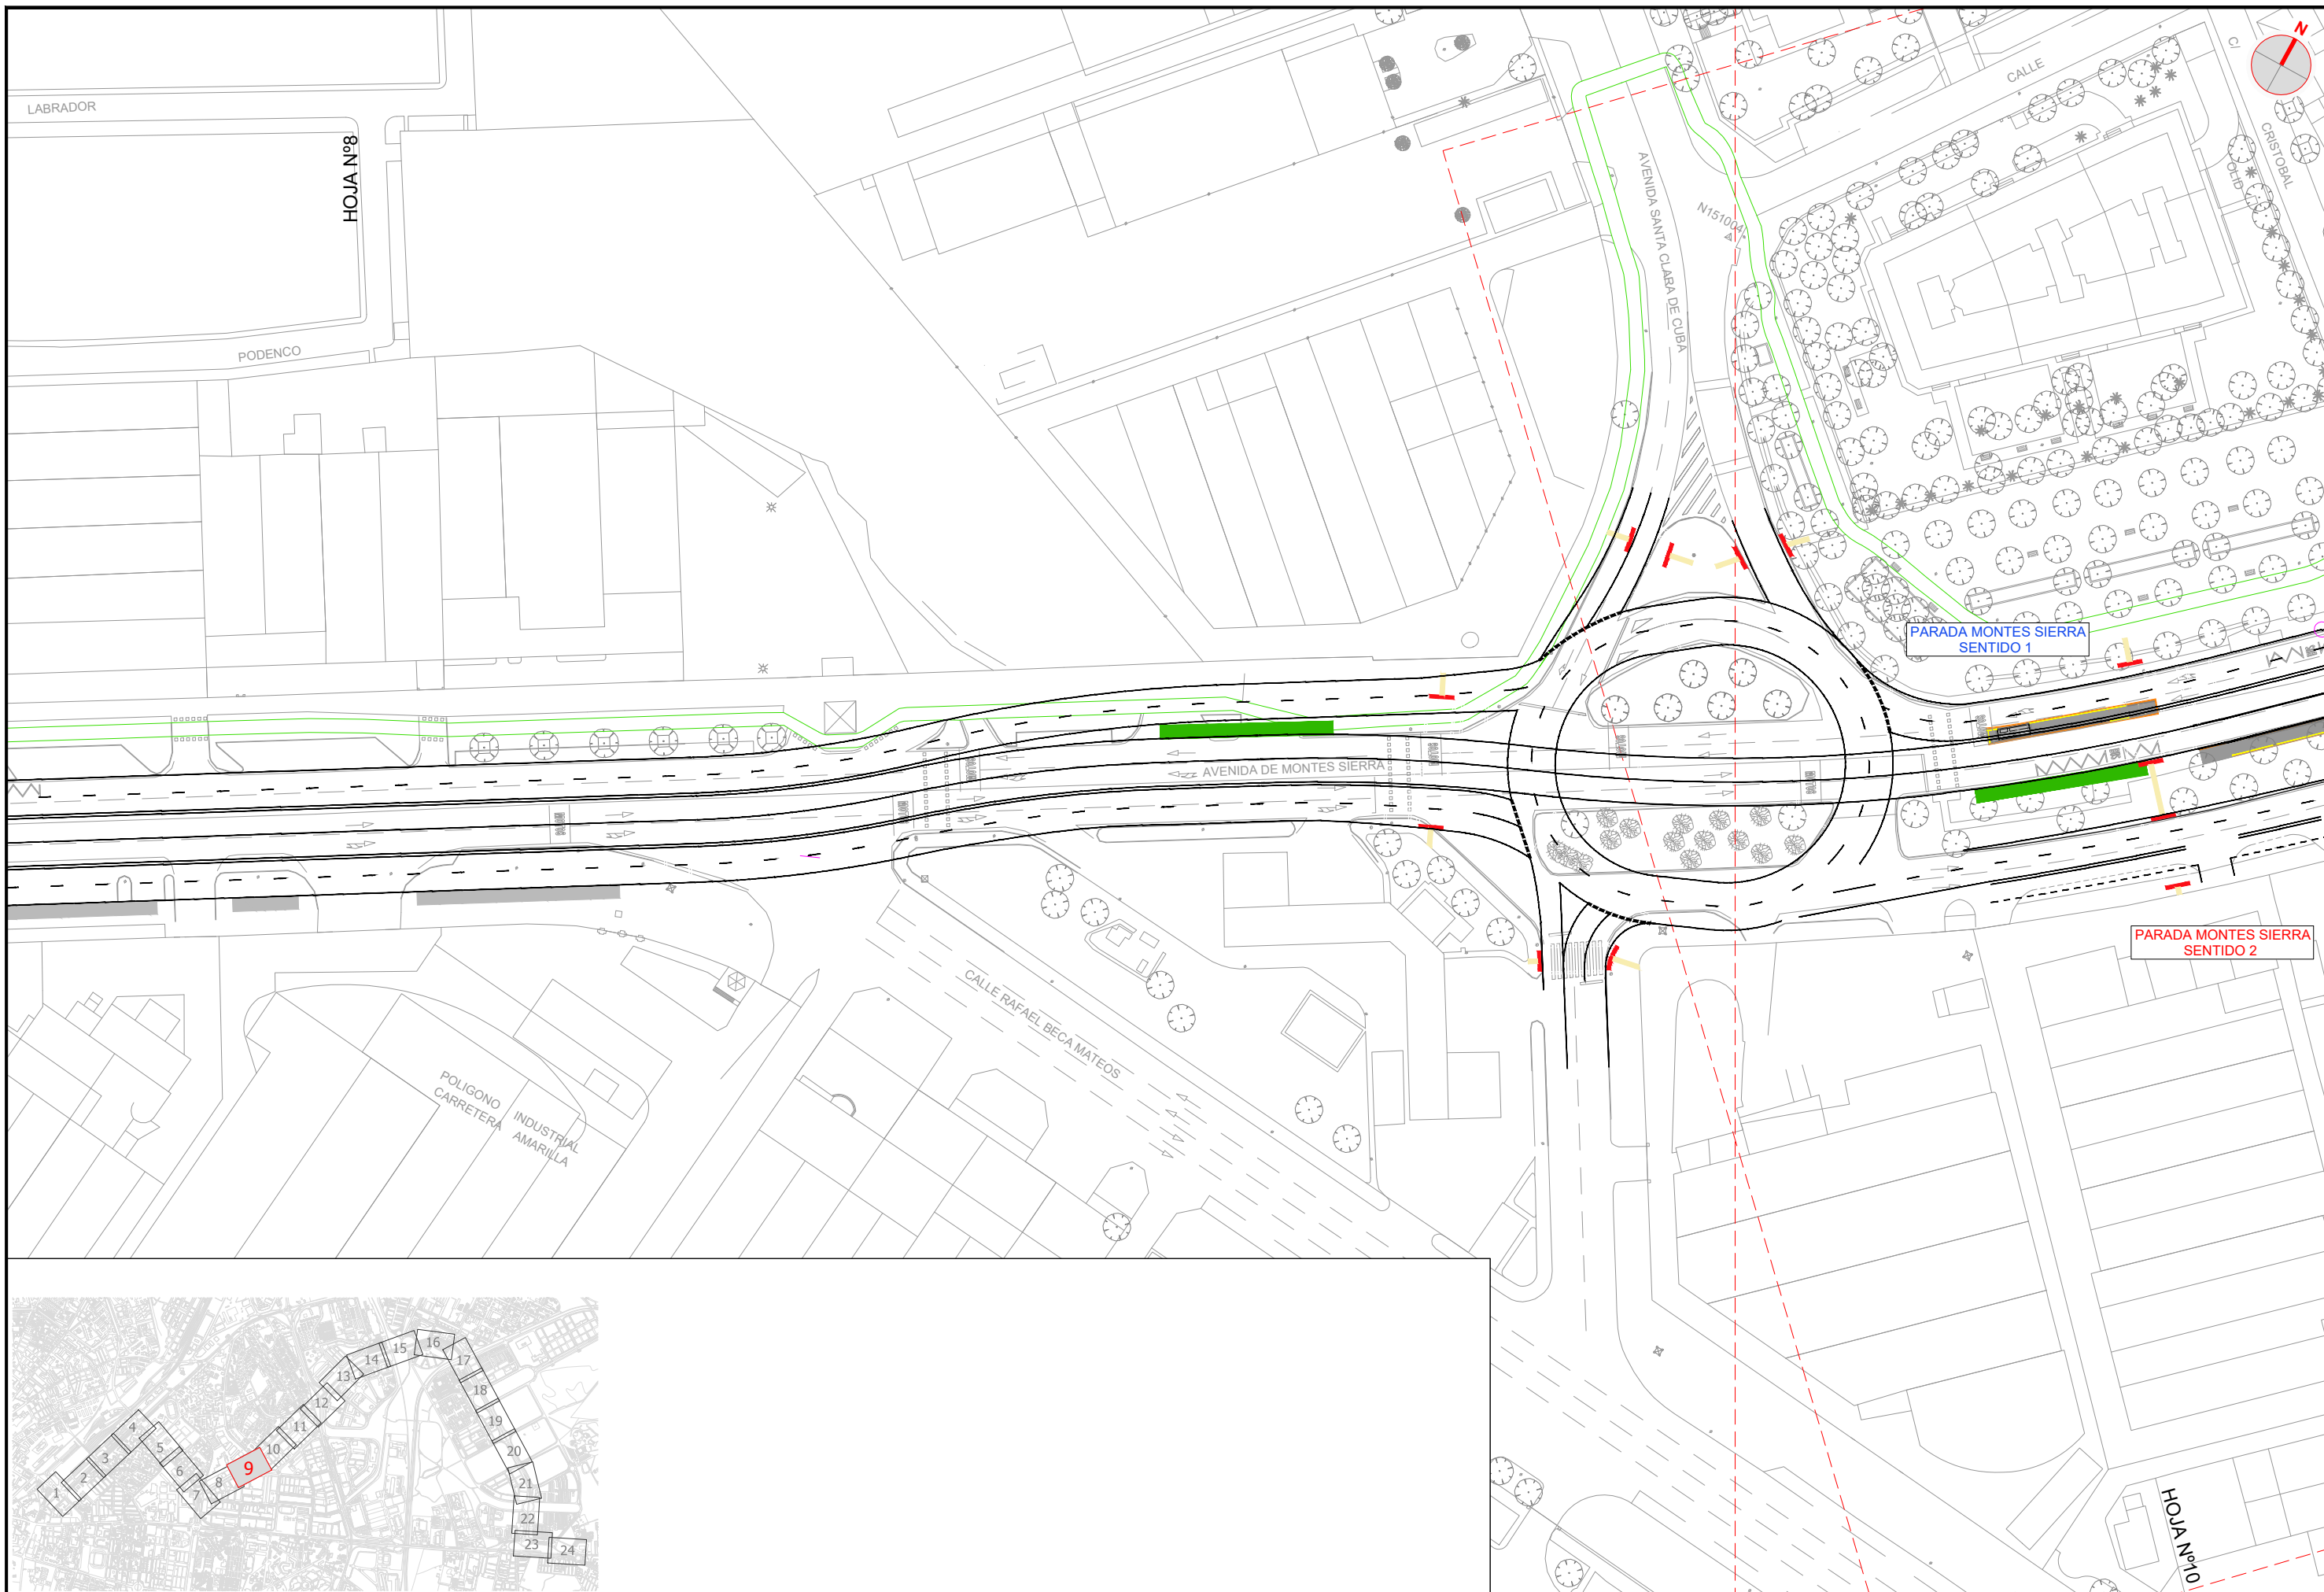 N
C/
CALLE
LABRADOR
HOJA Nº8
CRISTOBAL
OLID
AVENIDA SANTA CLARA DE CUBA
N151004
PODENCO
PARADA MONTES SIERRA
SENTIDO 1
AVENIDA DE MONTES SIERRA
PARADA MONTES SIERRA
SENTIDO 2
CALLE RAFAEL BECA MATEOS
POLIGONO INDUSTRIAL
CARRETERA AMARILLA
HOJA Nº10
1
2
3
4
5
6
7
8
9
10
11
12
13
14
15
16
17
18
19
20
21
22
23
24